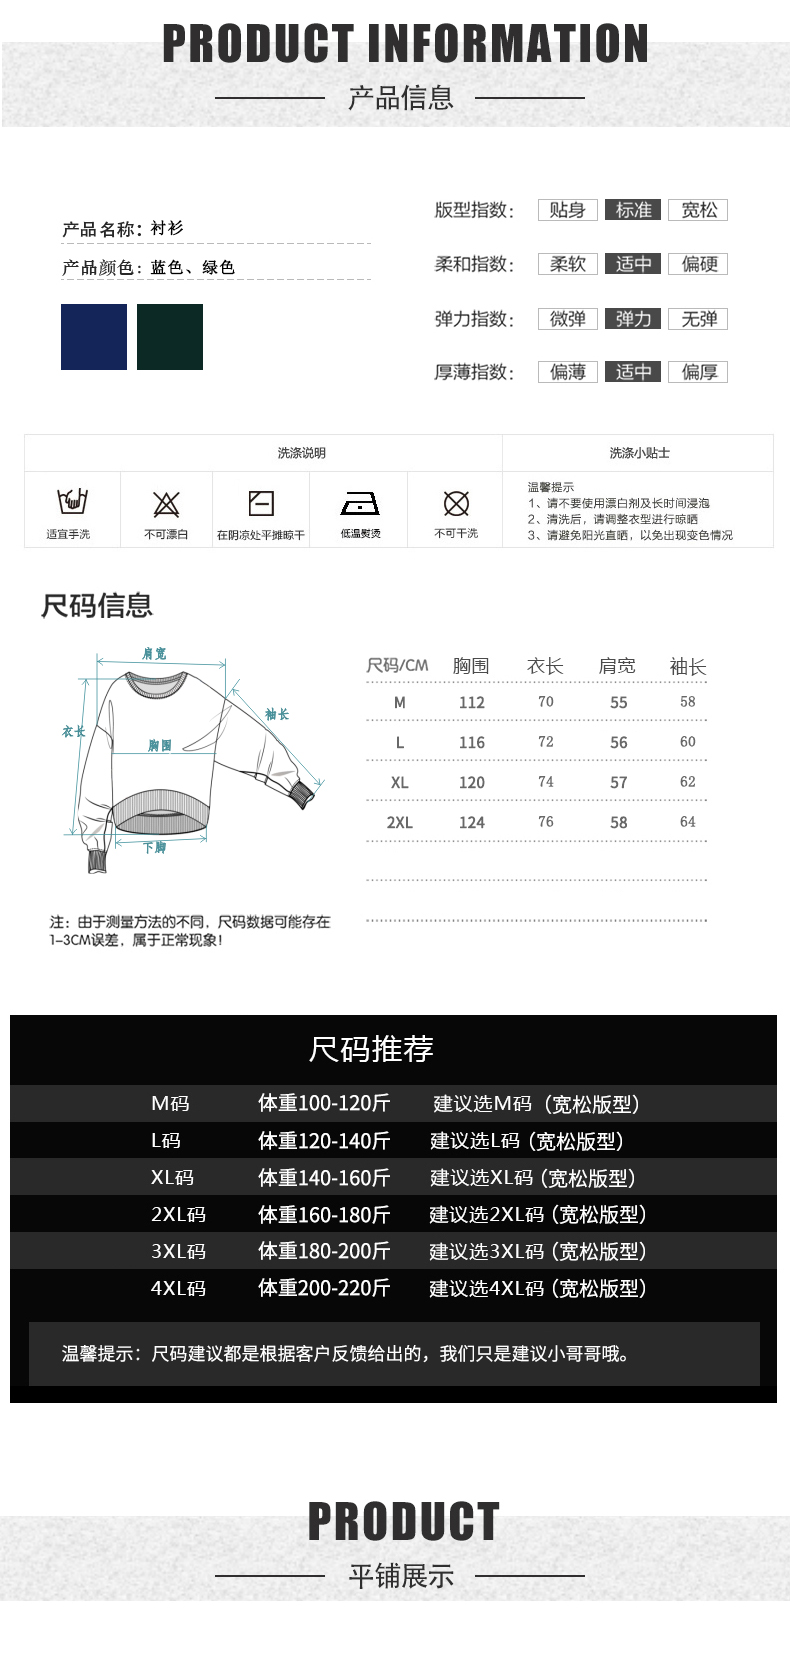 PRODUCT INFORMATION
产品信息
产品名称：衬衫
产品颜色：蓝色、绿色
版型指数： 贴身 标准 宽松
柔和指数： 柔软 适中 偏硬
弹力指数： 微弹 弹力 无弹
厚薄指数： 偏薄 适中 偏厚
洗涤说明 洗涤小贴士
适宜手洗 不可漂白 在阴凉处平摊晾干 低温熨烫 不可干洗
温馨提示
1、请不要使用漂白剂及长时间浸泡
2、清洗后，请调整衣型进行晾晒
3、请避免阳光直晒，以免出现变色情况
尺码信息
肩宽
袖长
衣长
胸围
下脚
尺码/CM 胸围 衣长 肩宽 袖长
M 112 70 55 58
L 116 72 56 60
XL 120 74 57 62
2XL 124 76 58 64
注：由于测量方法的不同，尺码数据可能存在
1-3CM误差，属于正常现象！
尺码推荐
M码 体重100-120斤 建议选M码（宽松版型）
L码 体重120-140斤 建议选L码（宽松版型）
XL码 体重140-160斤 建议选XL码（宽松版型）
2XL码 体重160-180斤 建议选2XL码（宽松版型）
3XL码 体重180-200斤 建议选3XL码（宽松版型）
4XL码 体重200-220斤 建议选4XL码（宽松版型）
温馨提示：尺码建议都是根据客户反馈给出的，我们只是建议小哥哥哦。
PRODUCT
平铺展示